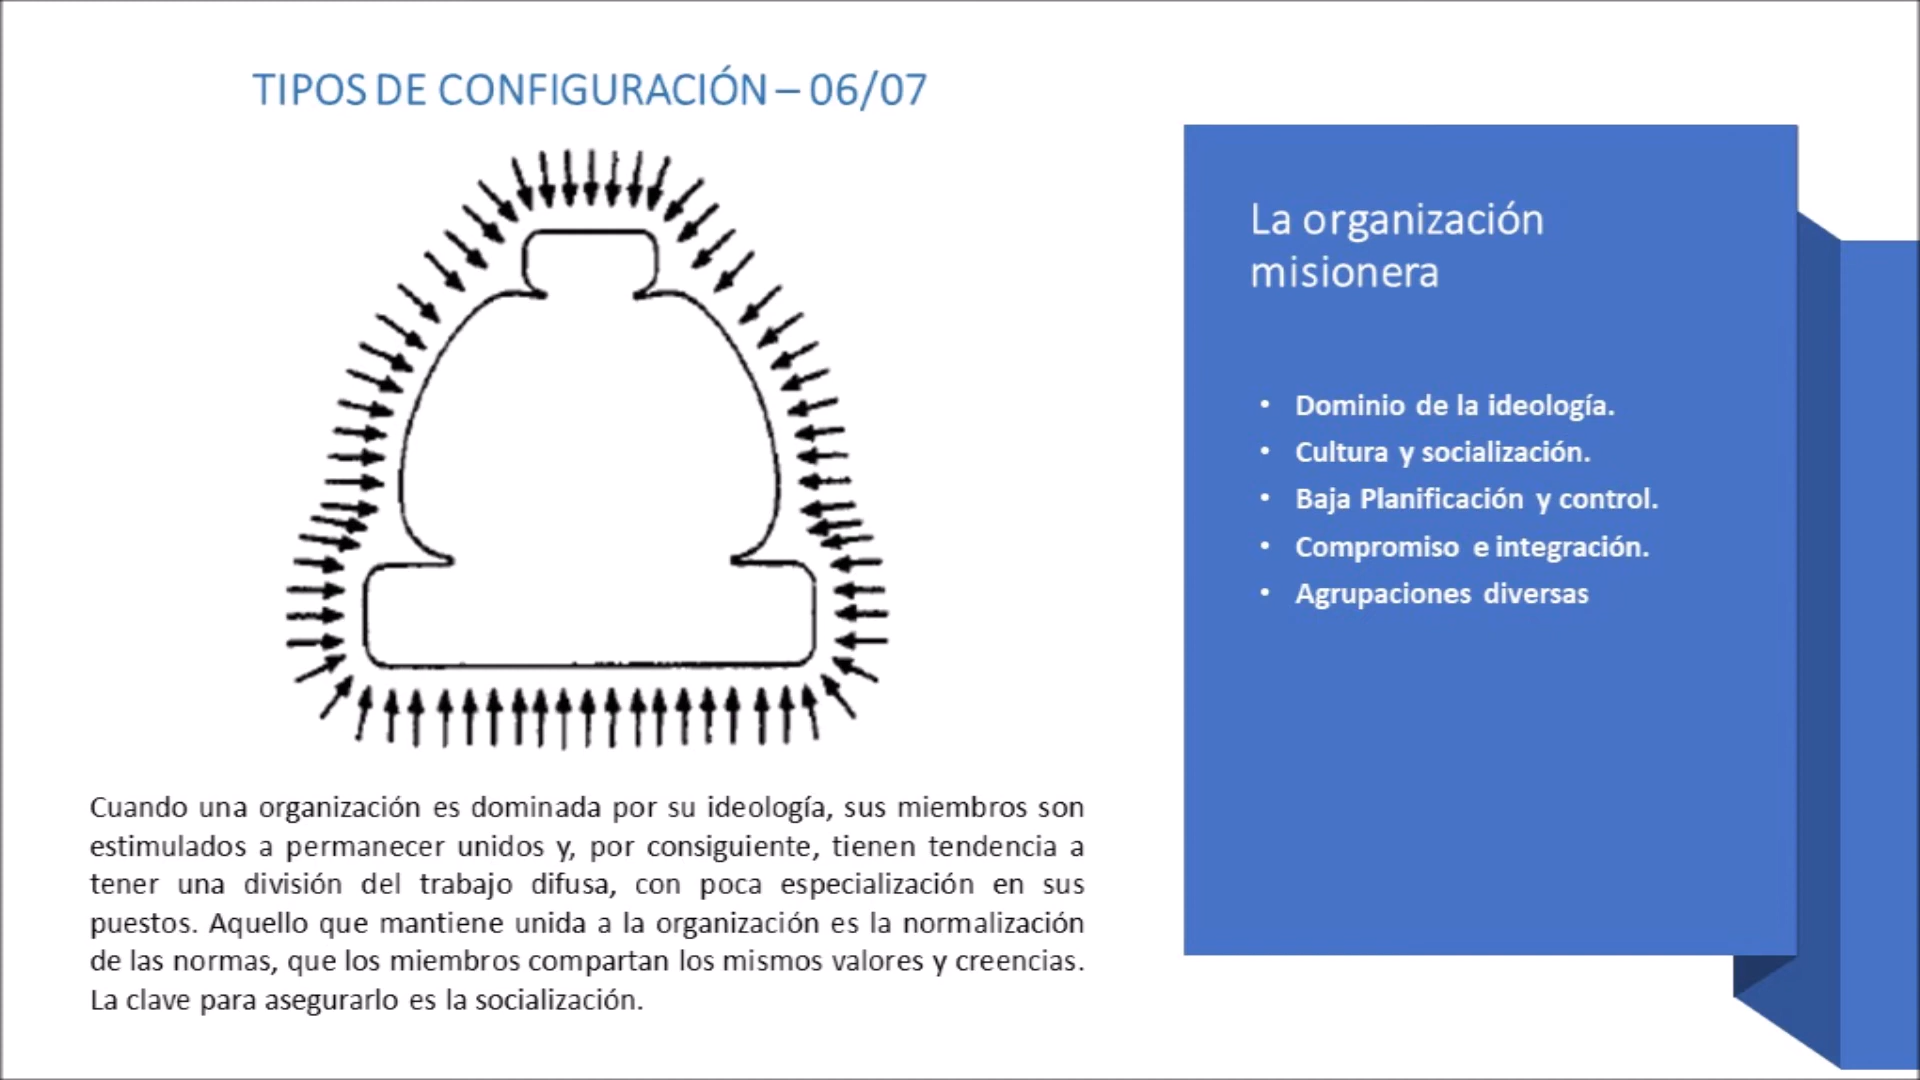 TIPOS DE CONFIGURACIÓN – 06/07
Cuando una organización es dominada por su ideología, sus miembros son
estimulados a permanecer unidos y, por consiguiente, tienen tendencia a
tener una división del trabajo difusa, con poca especialización en sus
puestos. Aquello que mantiene unida a la organización es la normalización
de las normas, que los miembros compartan los mismos valores y creencias.
La clave para asegurarlo es la socialización.
La organización
misionera
• Dominio de la ideología.
• Cultura y socialización.
• Baja Planificación y control.
• Compromiso e integración.
• Agrupaciones diversas